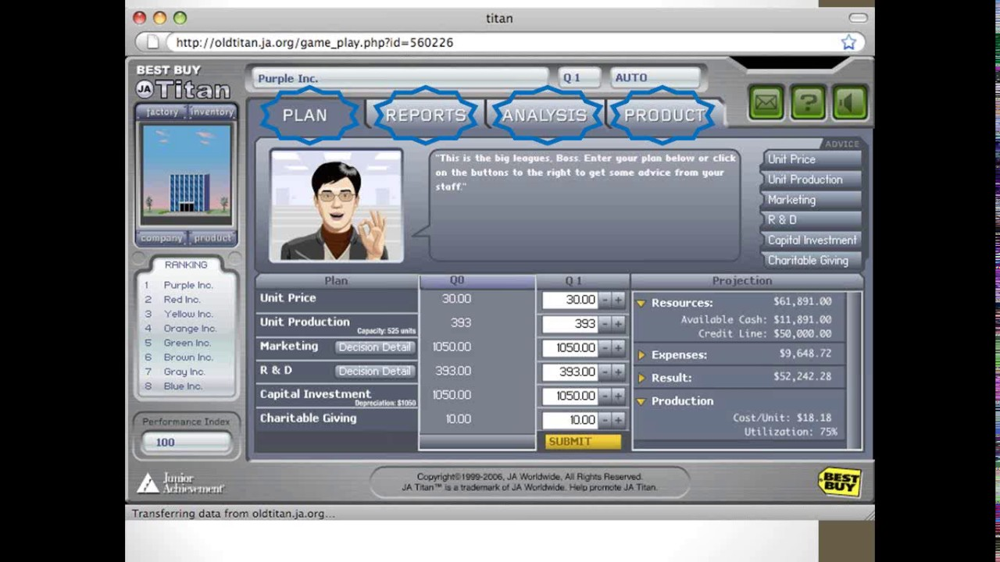 titan
http://oldtitan.ja.org/game_play.php?id=560226
BEST BUY
JA Titan
Purple Inc.
Q 1
AUTO
factory
inventory
PLAN
REPORTS
ANALYSIS
PRODUCT
?
company
product
"This is the big leagues, Boss. Enter your plan below or click
on the buttons to the right to get some advice from your
staff."
ADVICE
Unit Price
Unit Production
Marketing
R & D
Capital Investment
Charitable Giving
RANKING
1 Purple Inc.
2 Red Inc.
3 Yellow Inc.
4 Orange Inc.
5 Green Inc.
6 Brown Inc.
7 Gray Inc.
8 Blue Inc.
Performance Index
100
Plan Q0 Q 1
Unit Price 30.00 30.00 - +
Unit Production 393 393 - +
Capacity: 525 units
Marketing Decision Detail 1050.00 1050.00 - +
R & D Decision Detail 393.00 393.00 - +
Capital Investment 1050.00 1050.00 - +
Depreciation: $1050
Charitable Giving 10.00 10.00 - +
SUBMIT
Projection
Resources: $61,891.00
Available Cash: $11,891.00
Credit Line: $50,000.00
Expenses: $9,648.72
Result: $52,242.28
Production
Cost/Unit: $18.18
Utilization: 75%
Junior
Achievement®
Copyright©1999-2006, JA Worldwide, All Rights Reserved.
JA Titan™ is a trademark of JA Worldwide. Help promote JA Titan.
BEST
BUY
Transferring data from oldtitan.ja.org...